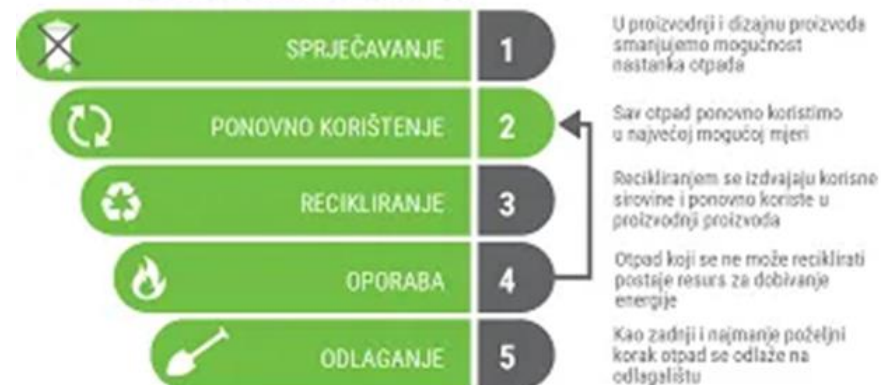 SPRJEČAVANJE
1
U proizvodnji i dizajnu proizvoda
smanjujemo mogućnost
nastanka otpada
PONOVNO KORIŠTENJE
2
Sav otpad ponovno koristimo
u najvećoj mogućoj mjeri
RECIKLIRANJE
3
Recikliranjem se izdvajaju korisne
sirovine i ponovno koriste u
proizvodnji proizvoda
OPORABA
4
Otpad koji se ne može reciklirati
postaje resurs za dobivanje
energije
ODLAGANJE
5
Kao zadnji i najmanje poželjni
korak otpad se odlaže na
odlagalištu